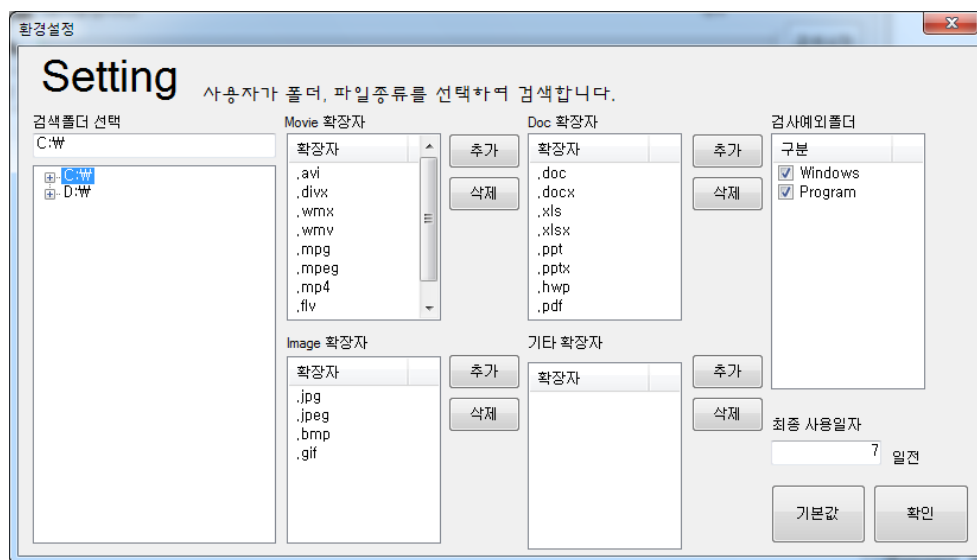 환경설정
Setting
사용자가 폴더, 파일종류를 선택하여 검색합니다.
검색폴더 선택
C:₩
C:₩
D:₩
Movie 확장자
확장자
.avi
.divx
.wmx
.wmv
.mpg
.mpeg
.mp4
.flv
추가
삭제
Doc 확장자
확장자
.doc
.docx
.xls
.xlsx
.ppt
.pptx
.hwp
.pdf
추가
삭제
검사예외폴더
구분
Windows
Program
Image 확장자
확장자
.jpg
.jpeg
.bmp
.gif
추가
삭제
기타 확장자
확장자
추가
삭제
최종 사용일자
7 일전
기본값
확인